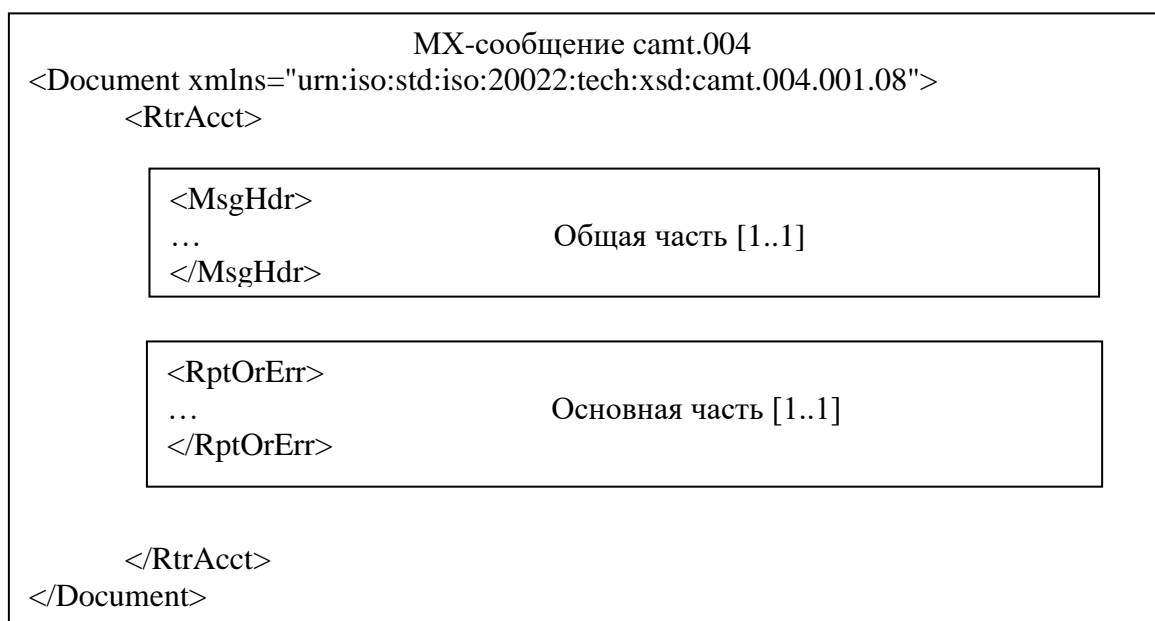 МХ-сообщение camt.004
<Document xmlns="urn:iso:std:iso:20022:tech:xsd:camt.004.001.08">
<RtrAcct>
<MsgHdr>
… Общая часть [1..1]
</MsgHdr>
<RptOrErr>
… Основная часть [1..1]
</RptOrErr>
</RtrAcct>
</Document>